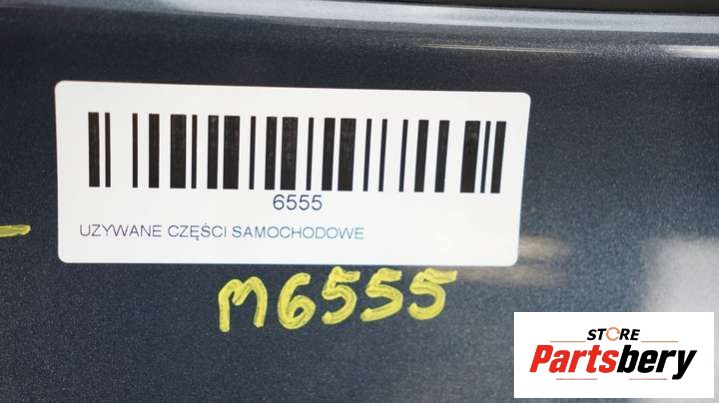 6555
UZYWANE CZĘŚCI SAMOCHODOWE
M6555
STORE
Partsbery